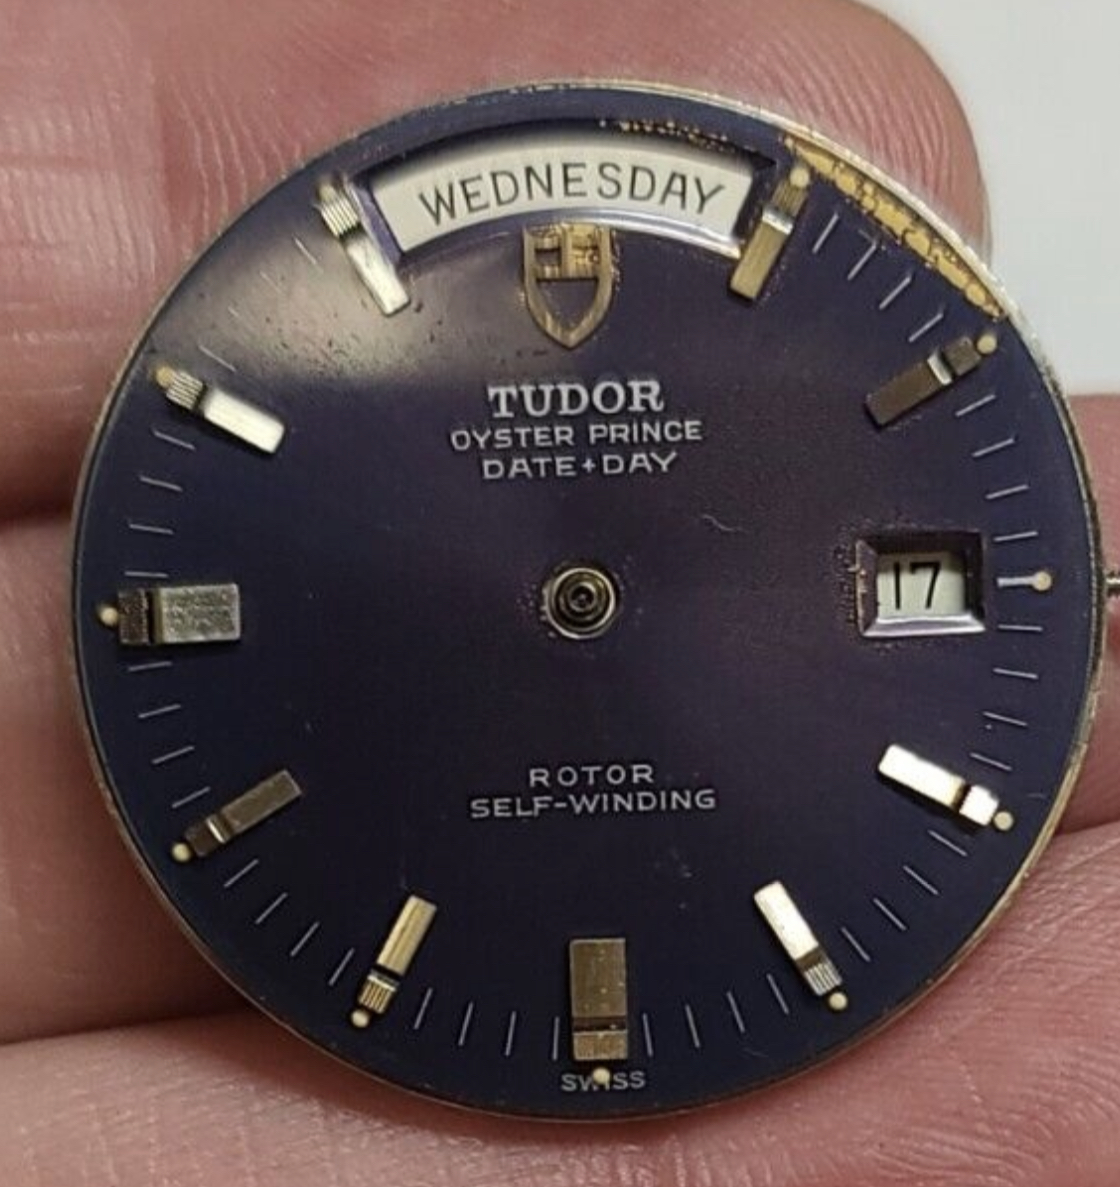 WEDNESDAY
TUDOR
OYSTER PRINCE
DATE+DAY
17
ROTOR
SELF-WINDING
SWISS